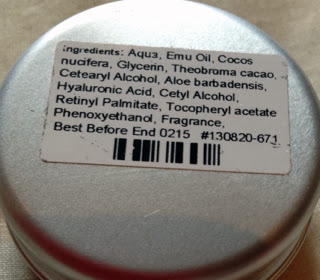 Ingredients: Aqua, Emu Oil, Cocos
nucifera, Glycerin, Theobroma cacao,
Cetearyl Alcohol, Aloe barbadensis,
Hyaluronic Acid, Cetyl Alcohol,
Retinyl Palmitate, Tocopheryl acetate
Phenoxyethanol, Fragrance,
Best Before End 0215 #130820-671